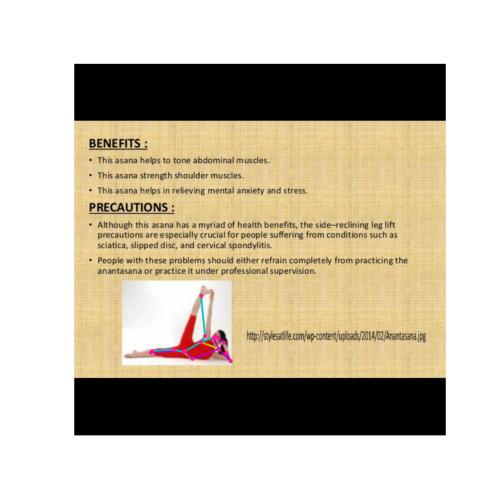 BENEFITS :
• This asana helps to tone abdominal muscles.
• This asana strength shoulder muscles.
• This asana helps in relieving mental anxiety and stress.
PRECAUTIONS :
• Although this asana has a myriad of health benefits, the side–reclining leg lift
precautions are especially crucial for people suffering from conditions such as
sciatica, slipped disc, and cervical spondylitis.
• People with these problems should either refrain completely from practicing the
anantasana or practice it under professional supervision.
http://stylesatlife.com/wp-content/uploads/2014/02/Anantasana.jpg